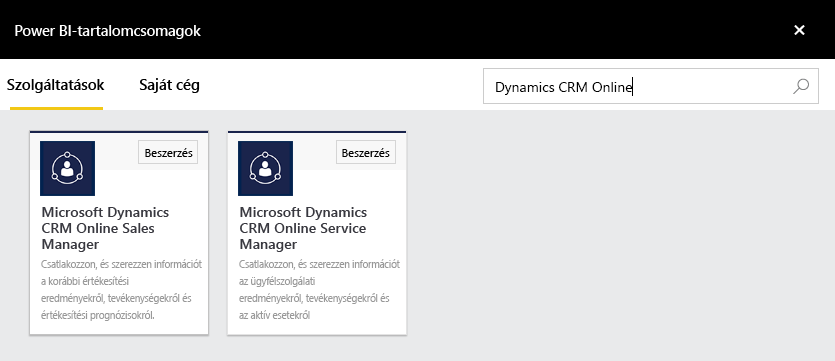 Power BI-tartalomcsomagok
Szolgáltatások
Saját cég
Dynamics CRM Online
Beszerzés
Microsoft Dynamics
CRM Online Sales
Manager
Csatlakozzon, és szerezzen információt
a korábbi értékesítési
eredményekről, tevékenységekről és
értékesítési prognózisokról.
Beszerzés
Microsoft Dynamics
CRM Online Service
Manager
Csatlakozzon, és szerezzen információt
az ügyfélszolgálati
eredményekről, tevékenységekről és
az aktív esetekről